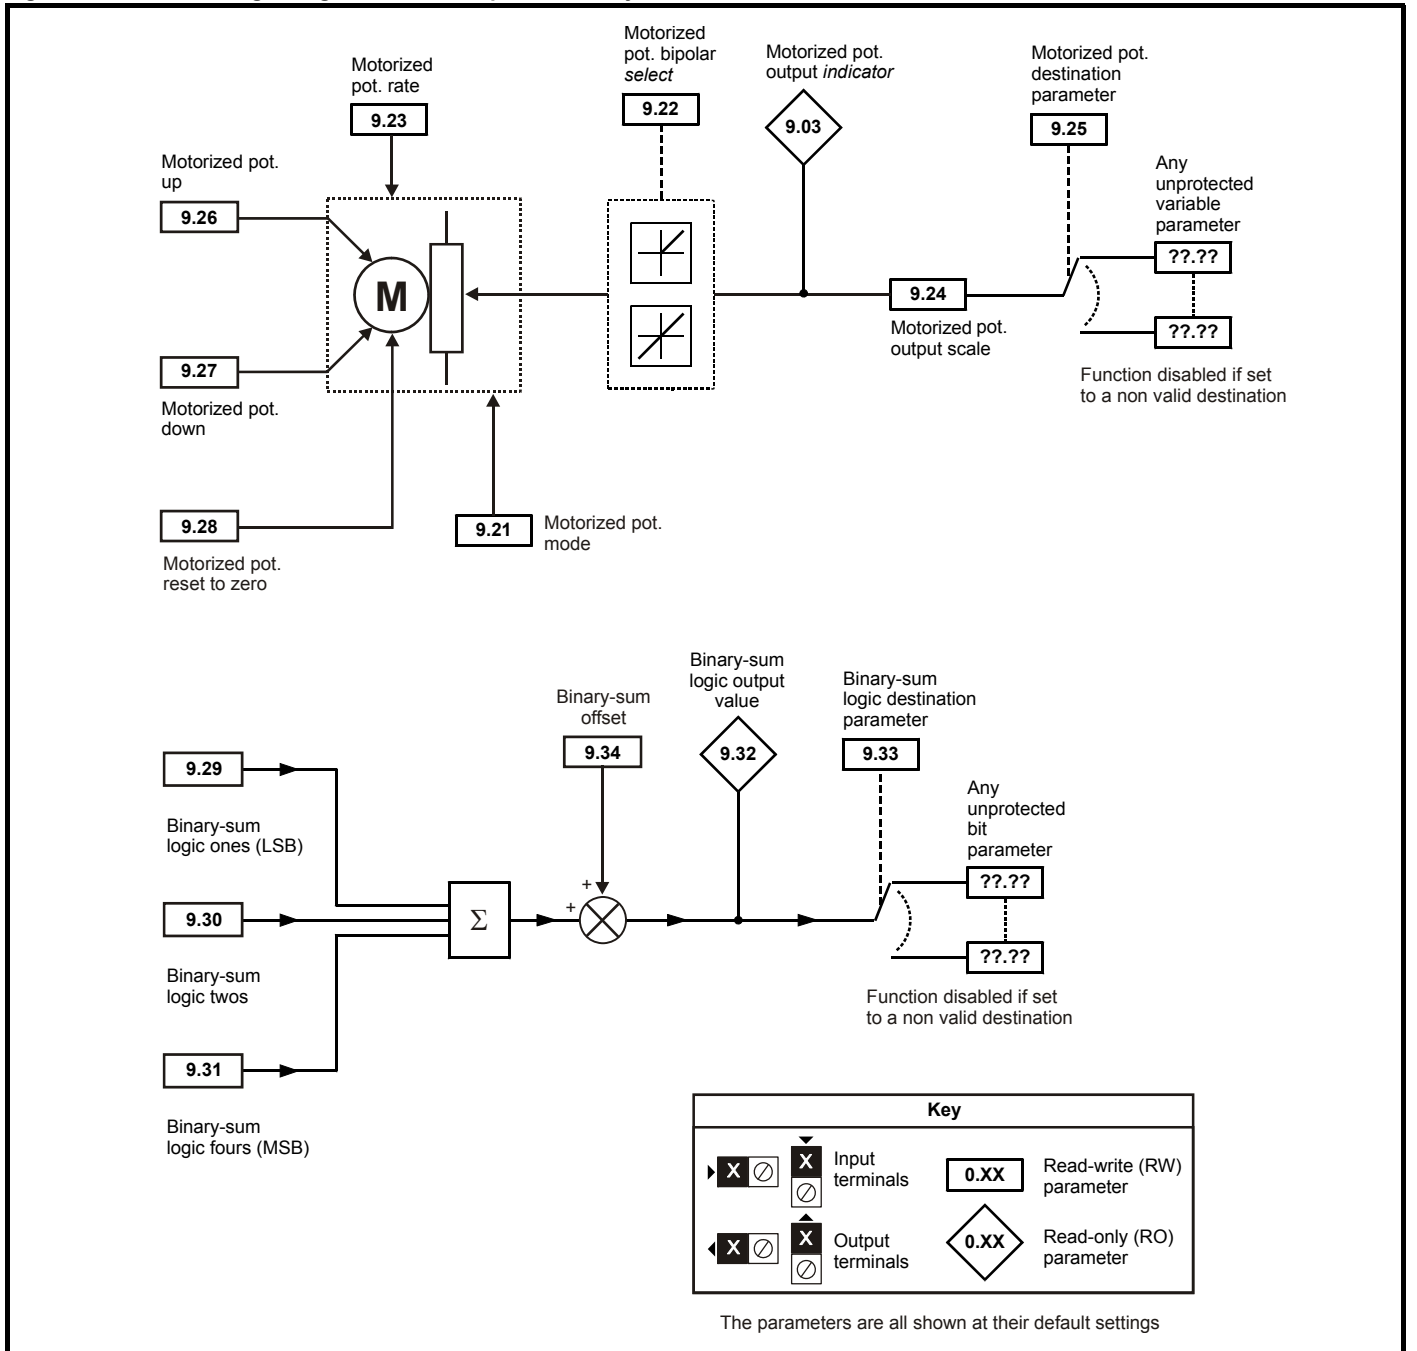 Motorized
pot. rate
9.23
Motorized
pot. bipolar
select
9.22
Motorized pot.
output indicator
9.03
Motorized pot.
destination
parameter
9.25
Any
unprotected
variable
parameter
??.??
??.??
Function disabled if set
to a non valid destination
Motorized pot.
up
9.26
M
9.27
Motorized pot.
down
9.24
Motorized pot.
output scale
9.28
Motorized pot.
reset to zero
9.21
Motorized pot.
mode
Binary-sum
offset
9.34
Binary-sum
logic output
value
9.32
Binary-sum
logic destination
parameter
9.33
Any
unprotected
bit
parameter
??.??
??.??
Function disabled if set
to a non valid destination
9.29
Binary-sum
logic ones (LSB)
9.30
Binary-sum
logic twos
9.31
Binary-sum
logic fours (MSB)
Σ
+
+
Key
X
X
Input
terminals
0.XX
Read-write (RW)
parameter
X
X
Output
terminals
0.XX
Read-only (RO)
parameter
The parameters are all shown at their default settings